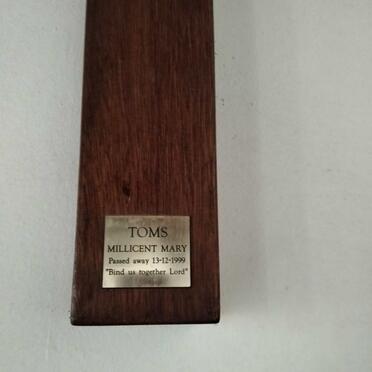 TOMS
MILLICENT MARY
Passed away 13-12-1999
"Bind us together Lord"